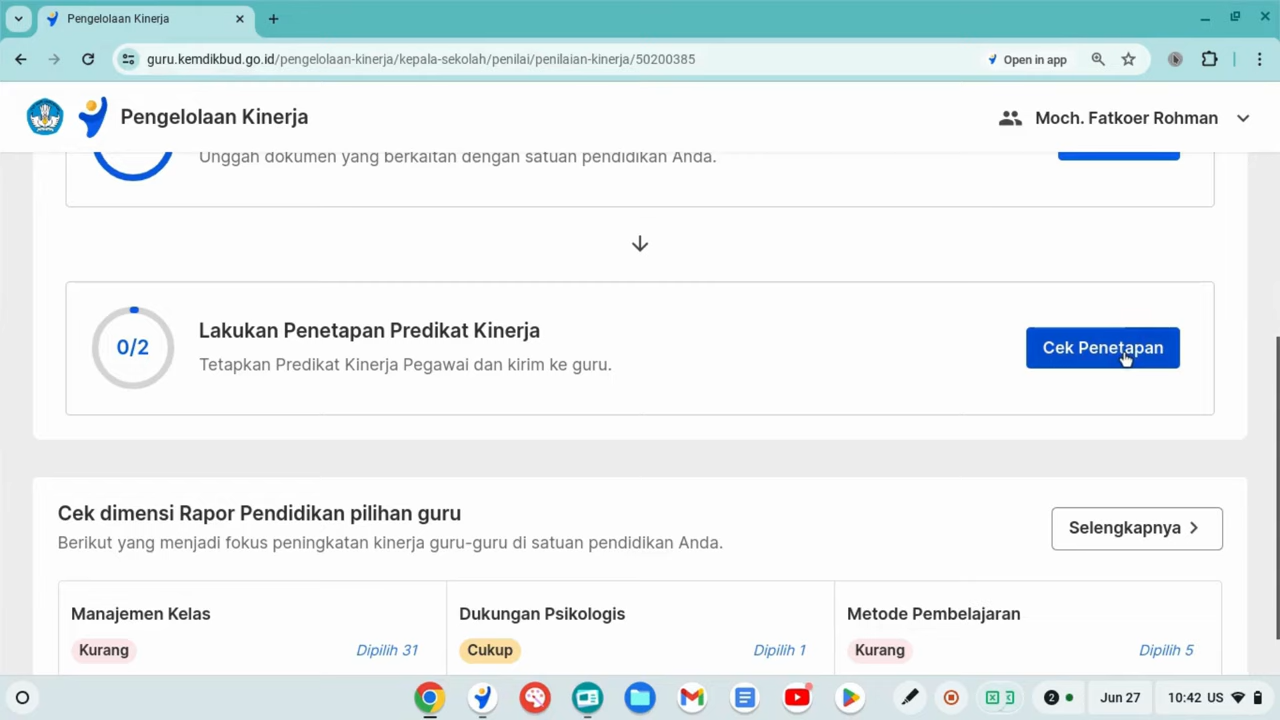 Pengelolaan Kinerja
guru.kemdikbud.go.id/pengelolaan-kinerja/kepala-sekolah/penilai/penilaian-kinerja/50200385
Open in app
Pengelolaan Kinerja
Moch. Fatkoer Rohman
Unggah dokumen yang berkaitan dengan satuan pendidikan Anda.
0/2
Lakukan Penetapan Predikat Kinerja
Tetapkan Predikat Kinerja Pegawai dan kirim ke guru.
Cek Penetapan
Cek dimensi Rapor Pendidikan pilihan guru
Berikut yang menjadi fokus peningkatan kinerja guru-guru di satuan pendidikan Anda.
Selengkapnya
Manajemen Kelas
Kurang
Dipilih 31
Dukungan Psikologis
Cukup
Dipilih 1
Metode Pembelajaran
Kurang
Dipilih 5
2
Jun 27
10:42 US